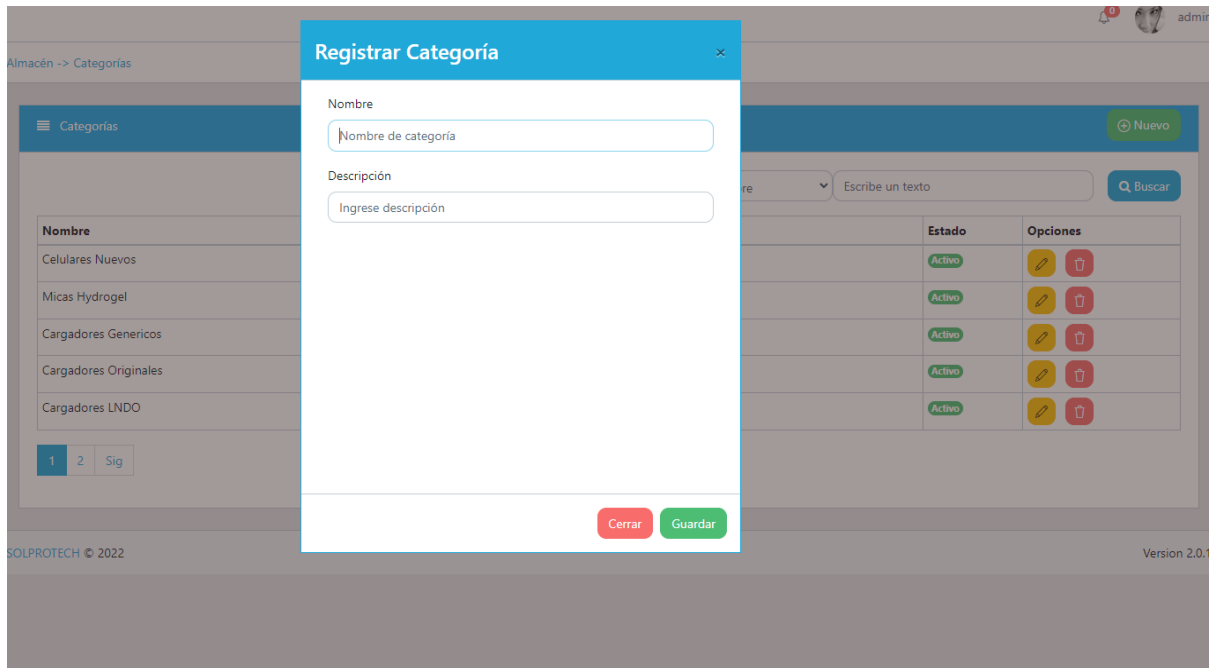 0
admin
Registrar Categoría
×
Almacén -> Categorías
Nombre
Categorías
Nuevo
Nombre de categoría
Descripción
Escribe un texto
Buscar
Ingrese descripción
Nombre
Estado
Opciones
Celulares Nuevos
Activo
Micas Hydrogel
Activo
Cargadores Genericos
Activo
Cargadores Originales
Activo
Cargadores LNDO
Activo
1 2 Sig
Cerrar
Guardar
SOLPROTECH © 2022
Version 2.0.1